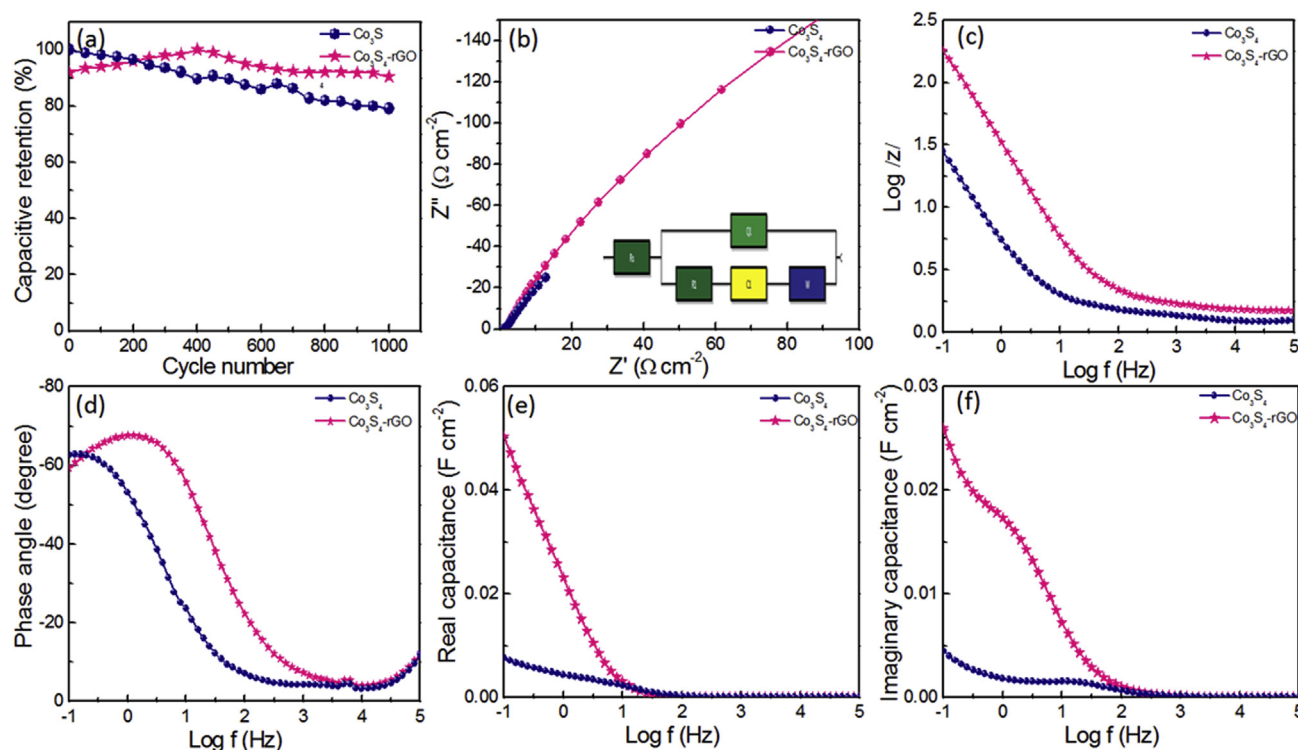 (a)
Co₃S
Co₃S₄-rGO
4
Capacitive retention (%)
100
80
60
40
20
0
0 200 400 600 800 1000
Cycle number
(b)
Co₃S₄
Co₃S₄-rGO
Z'' (Ω cm⁻²)
-140
-120
-100
-80
-60
-40
-20
0
20 40 60 80 100
Z' (Ω cm⁻²)
(c)
Co₃S₄
Co₃S₄-rGO
Log /z/
2.5
2.0
1.5
1.0
0.5
0.0
-1 0 1 2 3 4 5
Log f (Hz)
(d)
Co₃S₄
Co₃S₄-rGO
Phase angle (degree)
-80
-60
-40
-20
0
-1 0 1 2 3 4 5
Log f (Hz)
(e)
Co₃S₄
Co₃S₄-rGO
Real capacitance (F cm⁻²)
0.06
0.04
0.02
0.00
-1 0 1 2 3 4 5
Log f (Hz)
(f)
Co₃S₄
Co₃S₄-rGO
Imaginary capacitance (F cm⁻²)
0.03
0.02
0.01
0.00
-1 0 1 2 3 4 5
Log f (Hz)